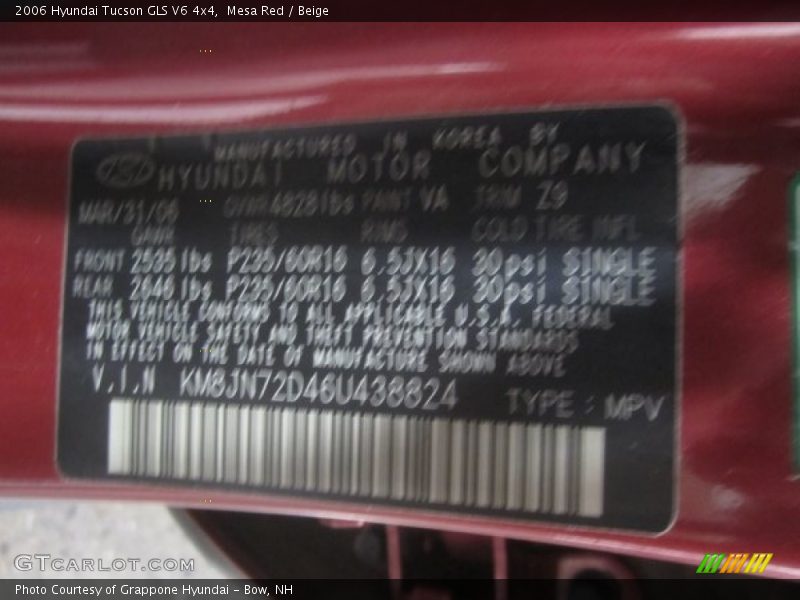 2006 Hyundai Tucson GLS V6 4x4,  Mesa Red / Beige
MANUFACTURED IN KOREA BY
HYUNDAI MOTOR COMPANY
MAR/31/06 GVWR 4828 lbs PAINT VA TRIM Z9
GAWR TIRES RIMS COLD TIRE INFL
FRONT 2535 lbs P235/60R16 6.5JX16 30psi SINGLE
REAR 2646 lbs P235/60R16 6.5JX16 30psi SINGLE
THIS VEHICLE CONFORMS TO ALL APPLICABLE U.S.A. FEDERAL
MOTOR VEHICLE SAFETY AND THEFT PREVENTION STANDARDS
IN EFFECT ON THE DATE OF MANUFACTURE SHOWN ABOVE
V.I.N KM8JN72D46U438824 TYPE : MPV
GTCARLOT.COM
Photo Courtesy of Grappone Hyundai - Bow, NH